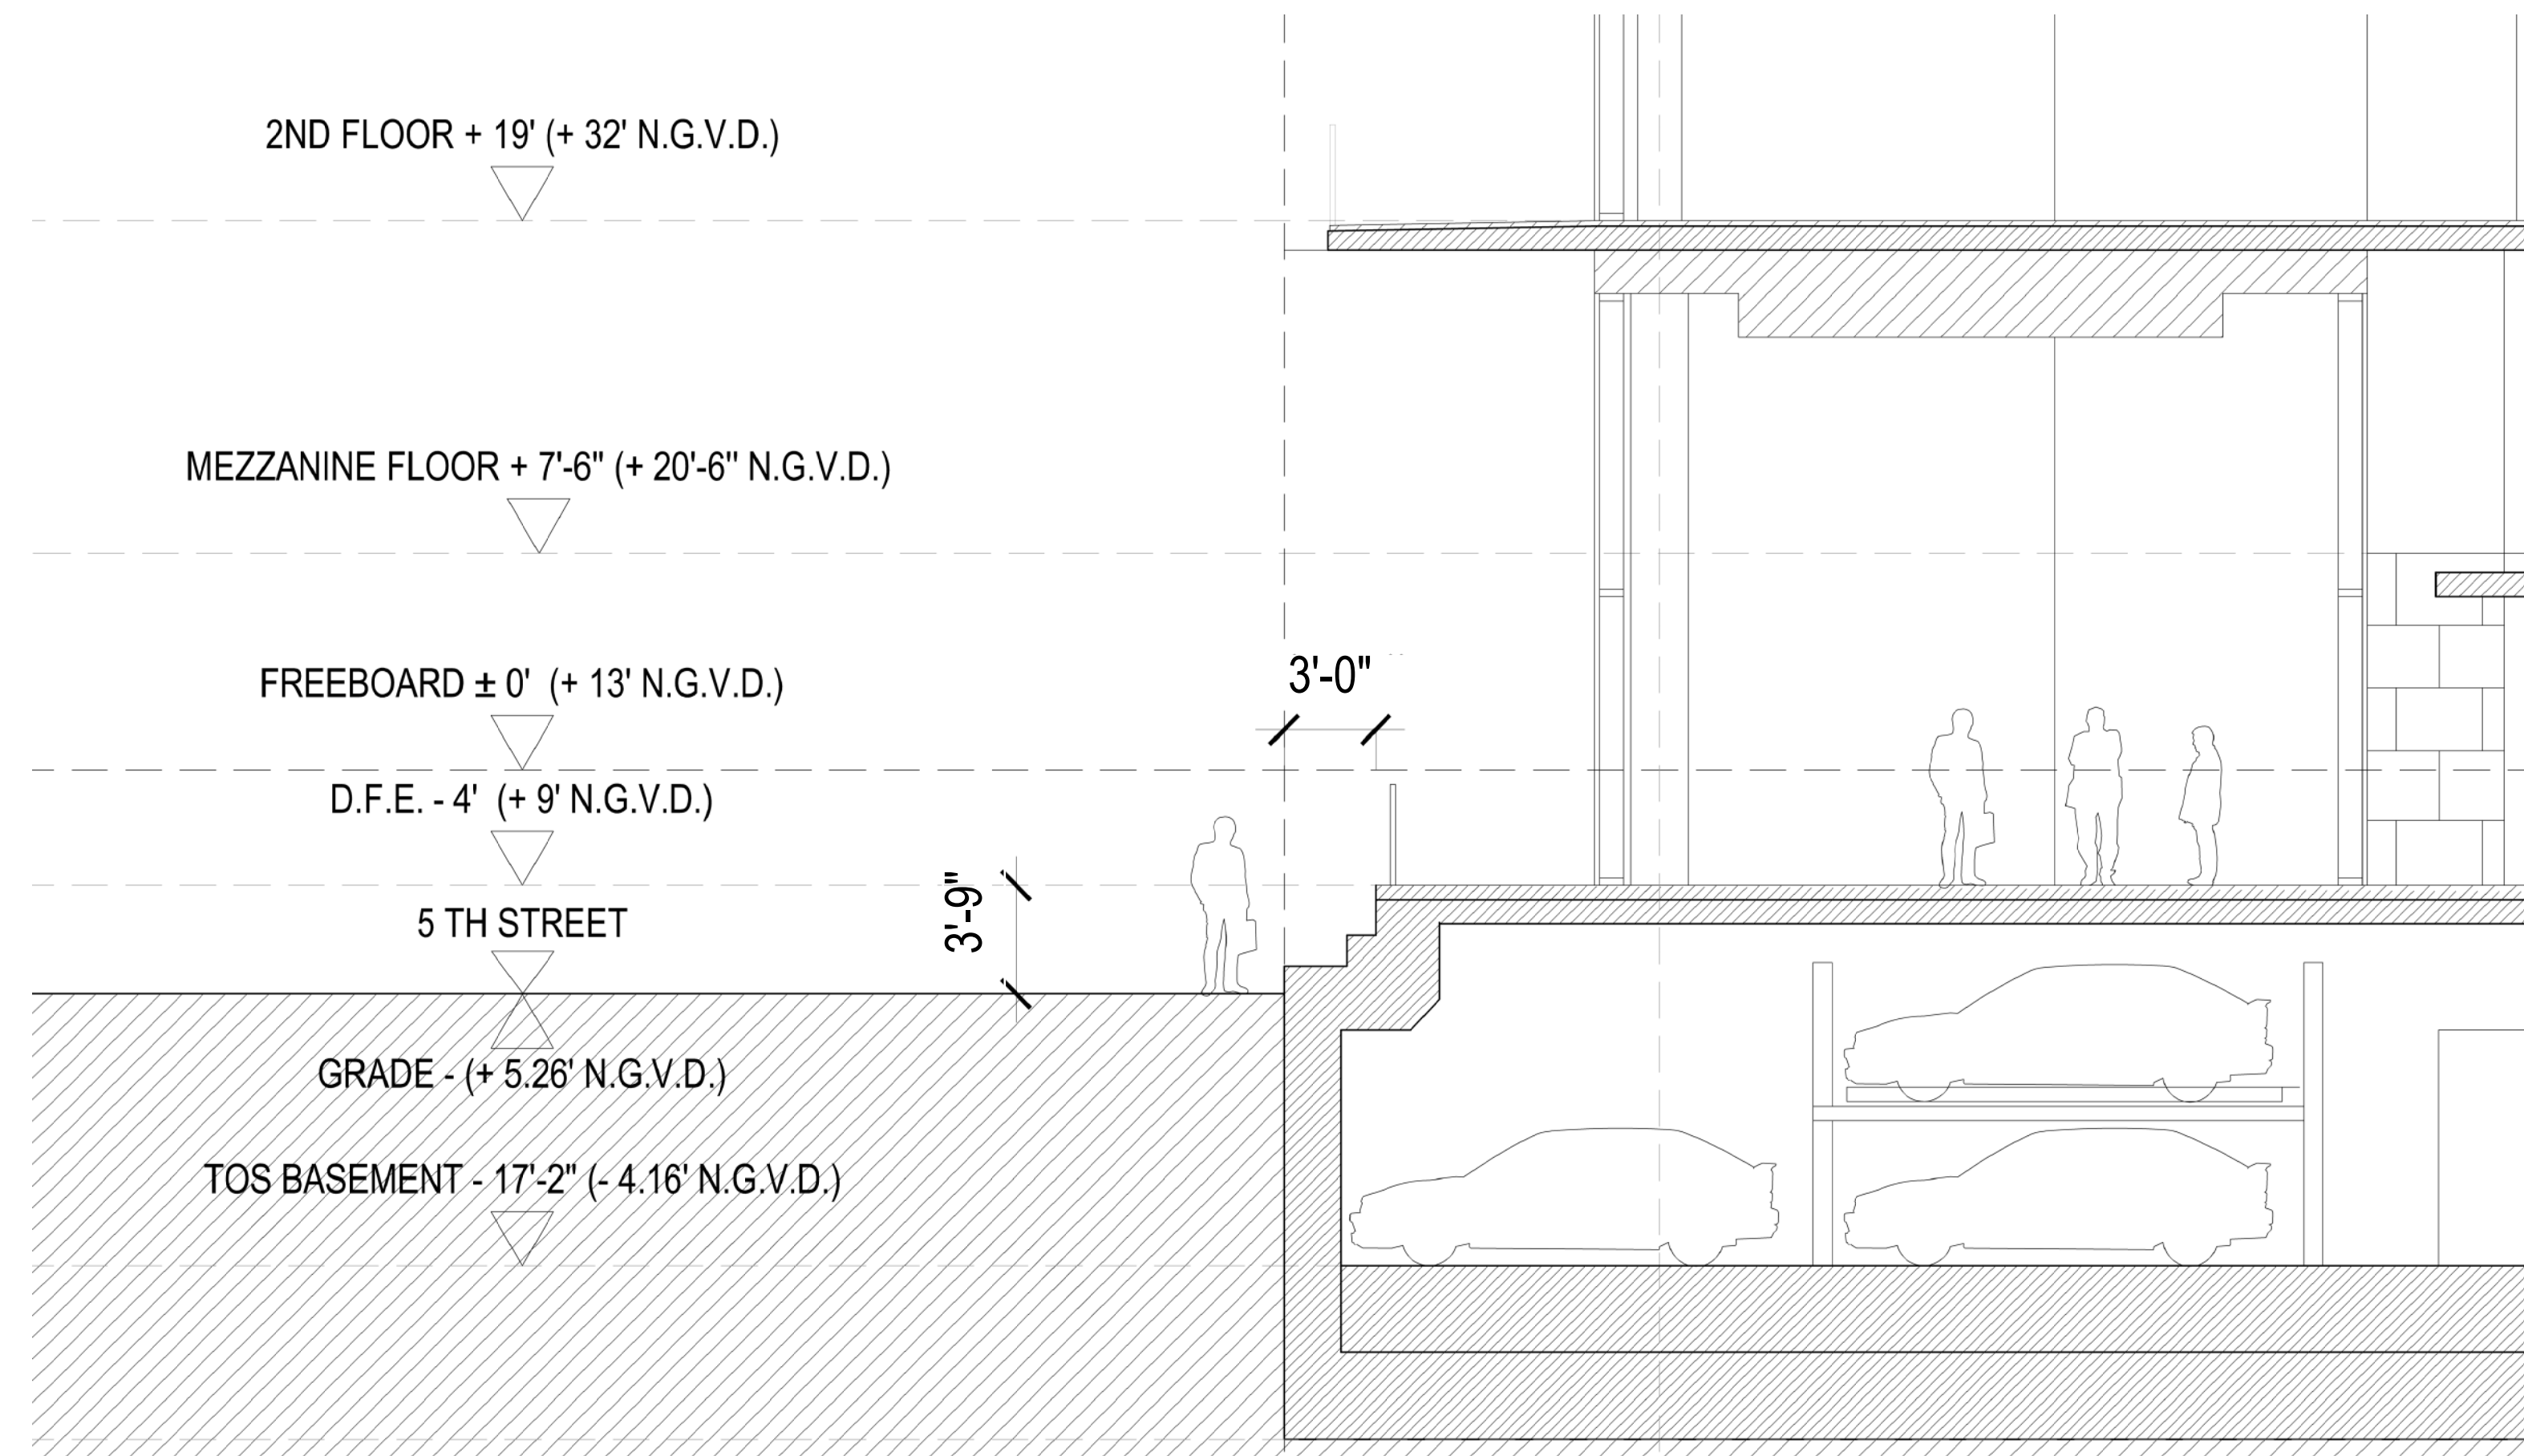 2ND FLOOR + 19' (+ 32' N.G.V.D.)
MEZZANINE FLOOR + 7'-6" (+ 20'-6" N.G.V.D.)
FREEBOARD ± 0' (+ 13' N.G.V.D.)
3'-0"
D.F.E. - 4' (+ 9' N.G.V.D.)
3'-9"
5 TH STREET
GRADE - (+ 5.26' N.G.V.D.)
TOS BASEMENT - 17'-2" (- 4.16' N.G.V.D.)